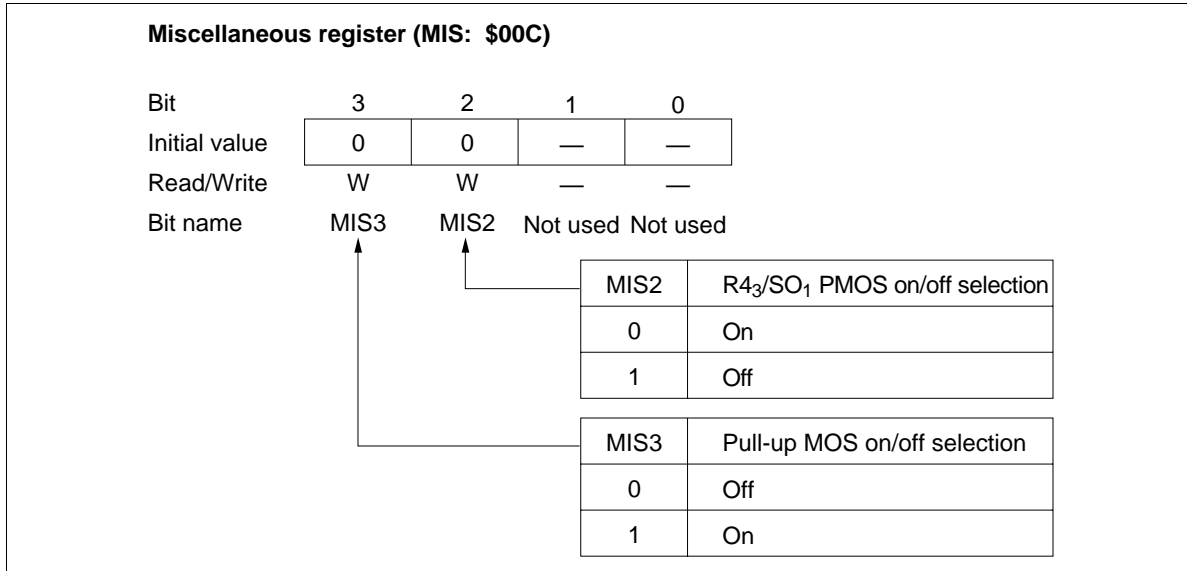 Miscellaneous register (MIS: $00C)
Bit 3 2 1 0
Initial value 0 0 — —
Read/Write W W — —
Bit name MIS3 MIS2 Not used Not used
MIS2 R4₃/SO₁ PMOS on/off selection
0 On
1 Off
MIS3 Pull-up MOS on/off selection
0 Off
1 On